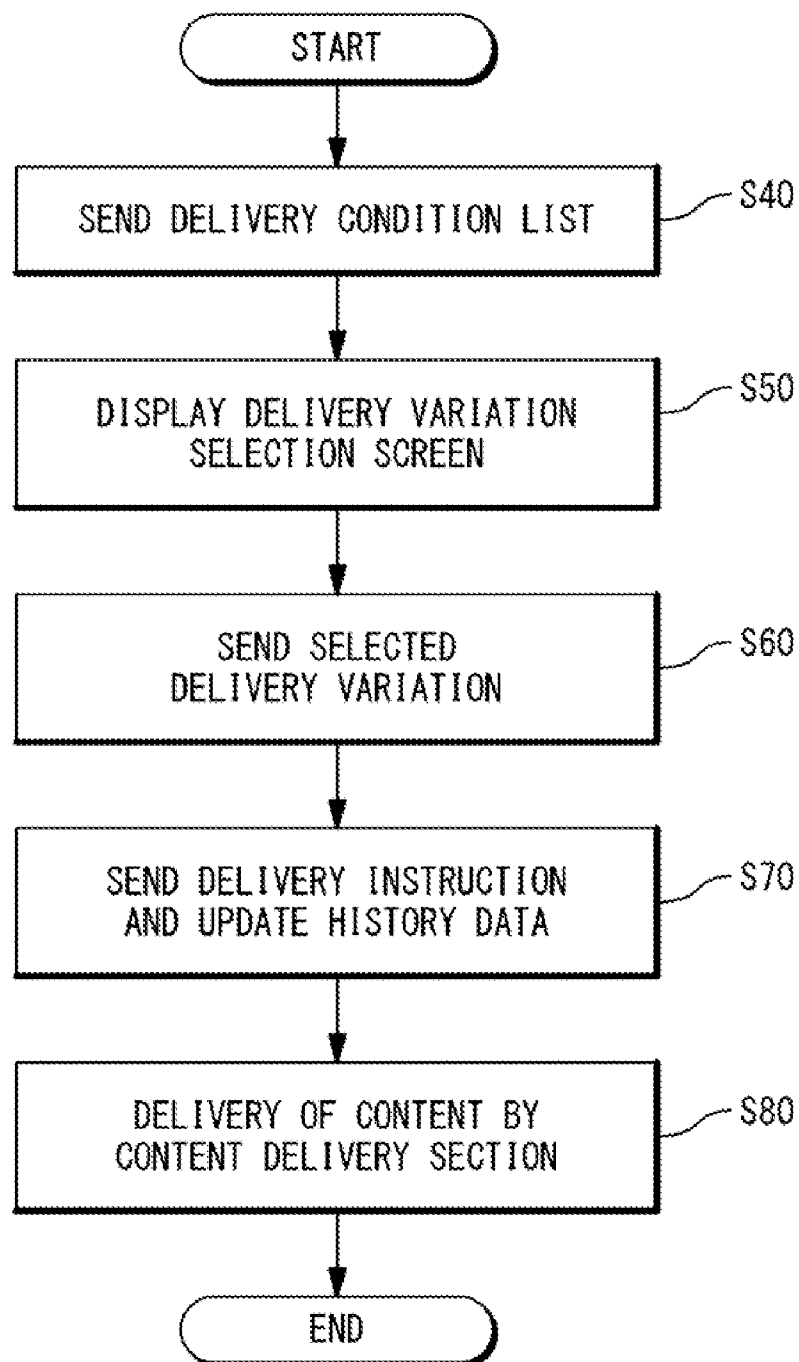 START
SEND DELIVERY CONDITION LIST
S40
DISPLAY DELIVERY VARIATION
SELECTION SCREEN
S50
SEND SELECTED
DELIVERY VARIATION
S60
SEND DELIVERY INSTRUCTION
AND UPDATE HISTORY DATA
S70
DELIVERY OF CONTENT BY
CONTENT DELIVERY SECTION
S80
END